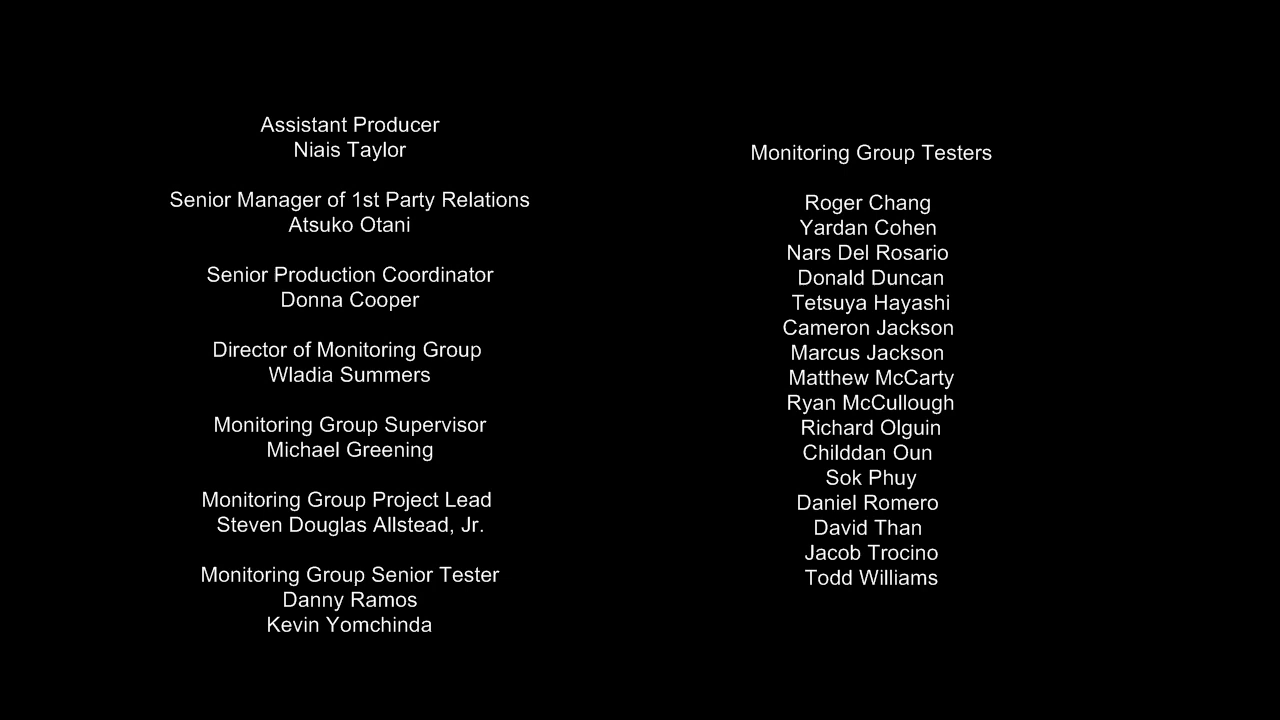 Assistant Producer
Niais Taylor
Senior Manager of 1st Party Relations
Atsuko Otani
Senior Production Coordinator
Donna Cooper
Director of Monitoring Group
Wladia Summers
Monitoring Group Supervisor
Michael Greening
Monitoring Group Project Lead
Steven Douglas Allstead, Jr.
Monitoring Group Senior Tester
Danny Ramos
Kevin Yomchinda
Monitoring Group Testers
Roger Chang
Yardan Cohen
Nars Del Rosario
Donald Duncan
Tetsuya Hayashi
Cameron Jackson
Marcus Jackson
Matthew McCarty
Ryan McCullough
Richard Olguin
Childdan Oun
Sok Phuy
Daniel Romero
David Than
Jacob Trocino
Todd Williams